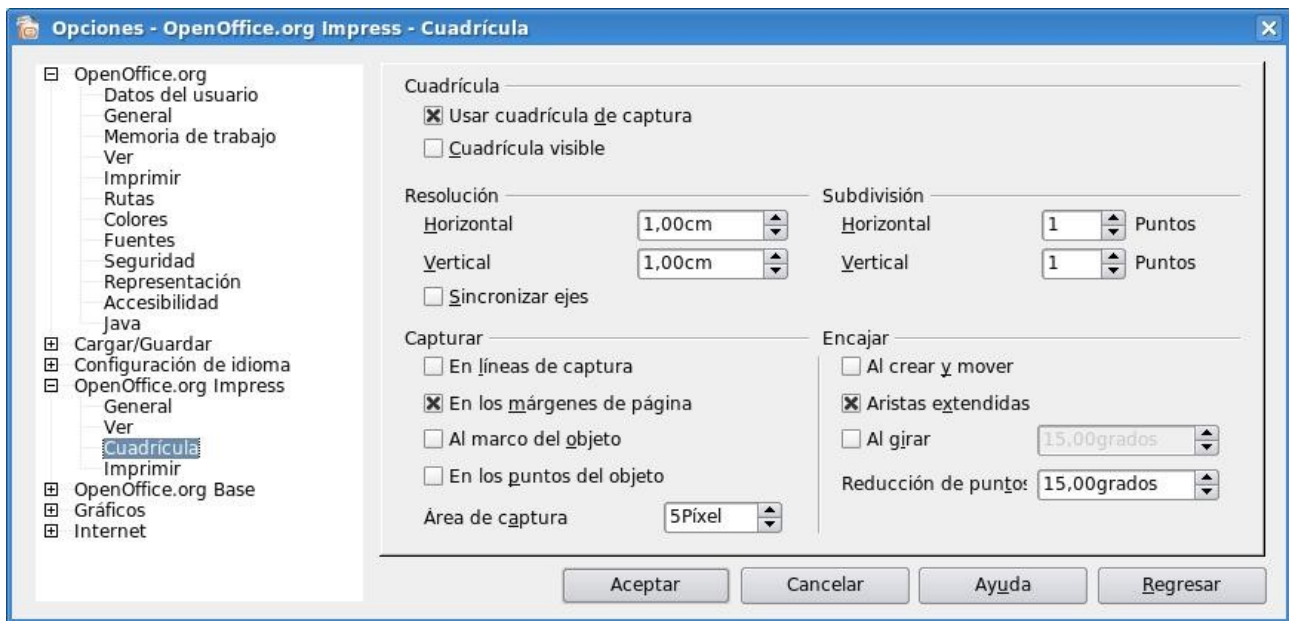 Opciones - OpenOffice.org Impress - Cuadrícula
OpenOffice.org
Datos del usuario
General
Memoria de trabajo
Ver
Imprimir
Rutas
Colores
Fuentes
Seguridad
Representación
Accesibilidad
Java
Cargar/Guardar
Configuración de idioma
OpenOffice.org Impress
General
Ver
Cuadrícula
Imprimir
OpenOffice.org Base
Gráficos
Internet
Cuadrícula
Usar cuadrícula de captura
Cuadrícula visible
Resolución
Horizontal 1,00cm
Vertical 1,00cm
Sincronizar ejes
Subdivisión
Horizontal 1 Puntos
Vertical 1 Puntos
Capturar
En líneas de captura
En los márgenes de página
Al marco del objeto
En los puntos del objeto
Área de captura 5Píxel
Encajar
Al crear y mover
Aristas extendidas
Al girar 15,00grados
Reducción de puntos 15,00grados
Aceptar Cancelar Ayuda Regresar